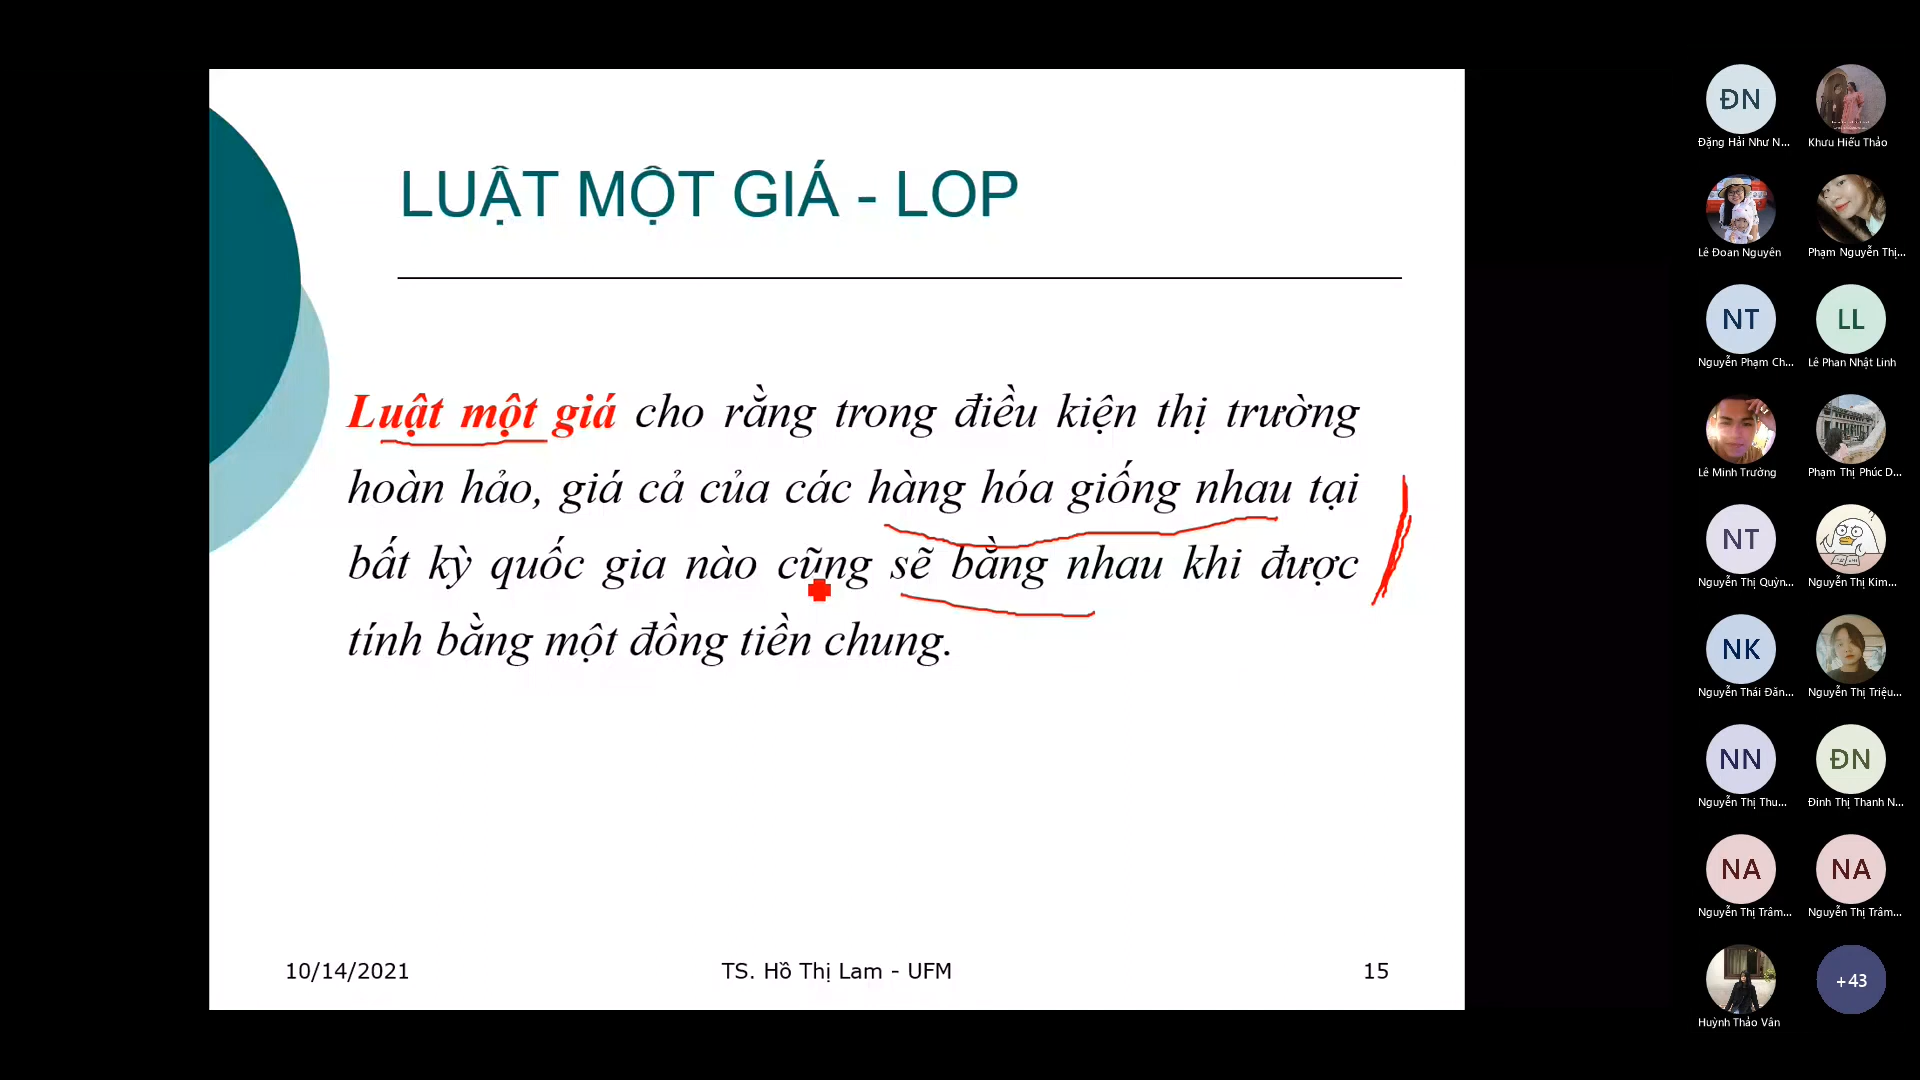 LUẬT MỘT GIÁ - LOP
Luật một giá cho rằng trong điều kiện thị trường
hoàn hảo, giá cả của các hàng hóa giống nhau tại
bất kỳ quốc gia nào cũng sẽ bằng nhau khi được
tính bằng một đồng tiền chung.
10/14/2021
TS. Hồ Thị Lam - UFM
15
ĐN
Đặng Hải Như N...
Khưu Hiếu Thảo
Lê Đoan Nguyên
Phạm Nguyễn Thị...
NT
Nguyễn Phạm Ch...
LL
Lê Phan Nhật Linh
Lê Minh Trường
Phạm Thị Phúc D...
NT
Nguyễn Thị Quỳn...
Nguyễn Thị Kim...
NK
Nguyễn Thái Đăn...
Nguyễn Thị Triệu...
NN
Nguyễn Thị Thu...
ĐN
Đinh Thị Thanh N...
NA
Nguyễn Thị Trâm...
NA
Nguyễn Thị Trâm...
Huỳnh Thảo Vân
+43